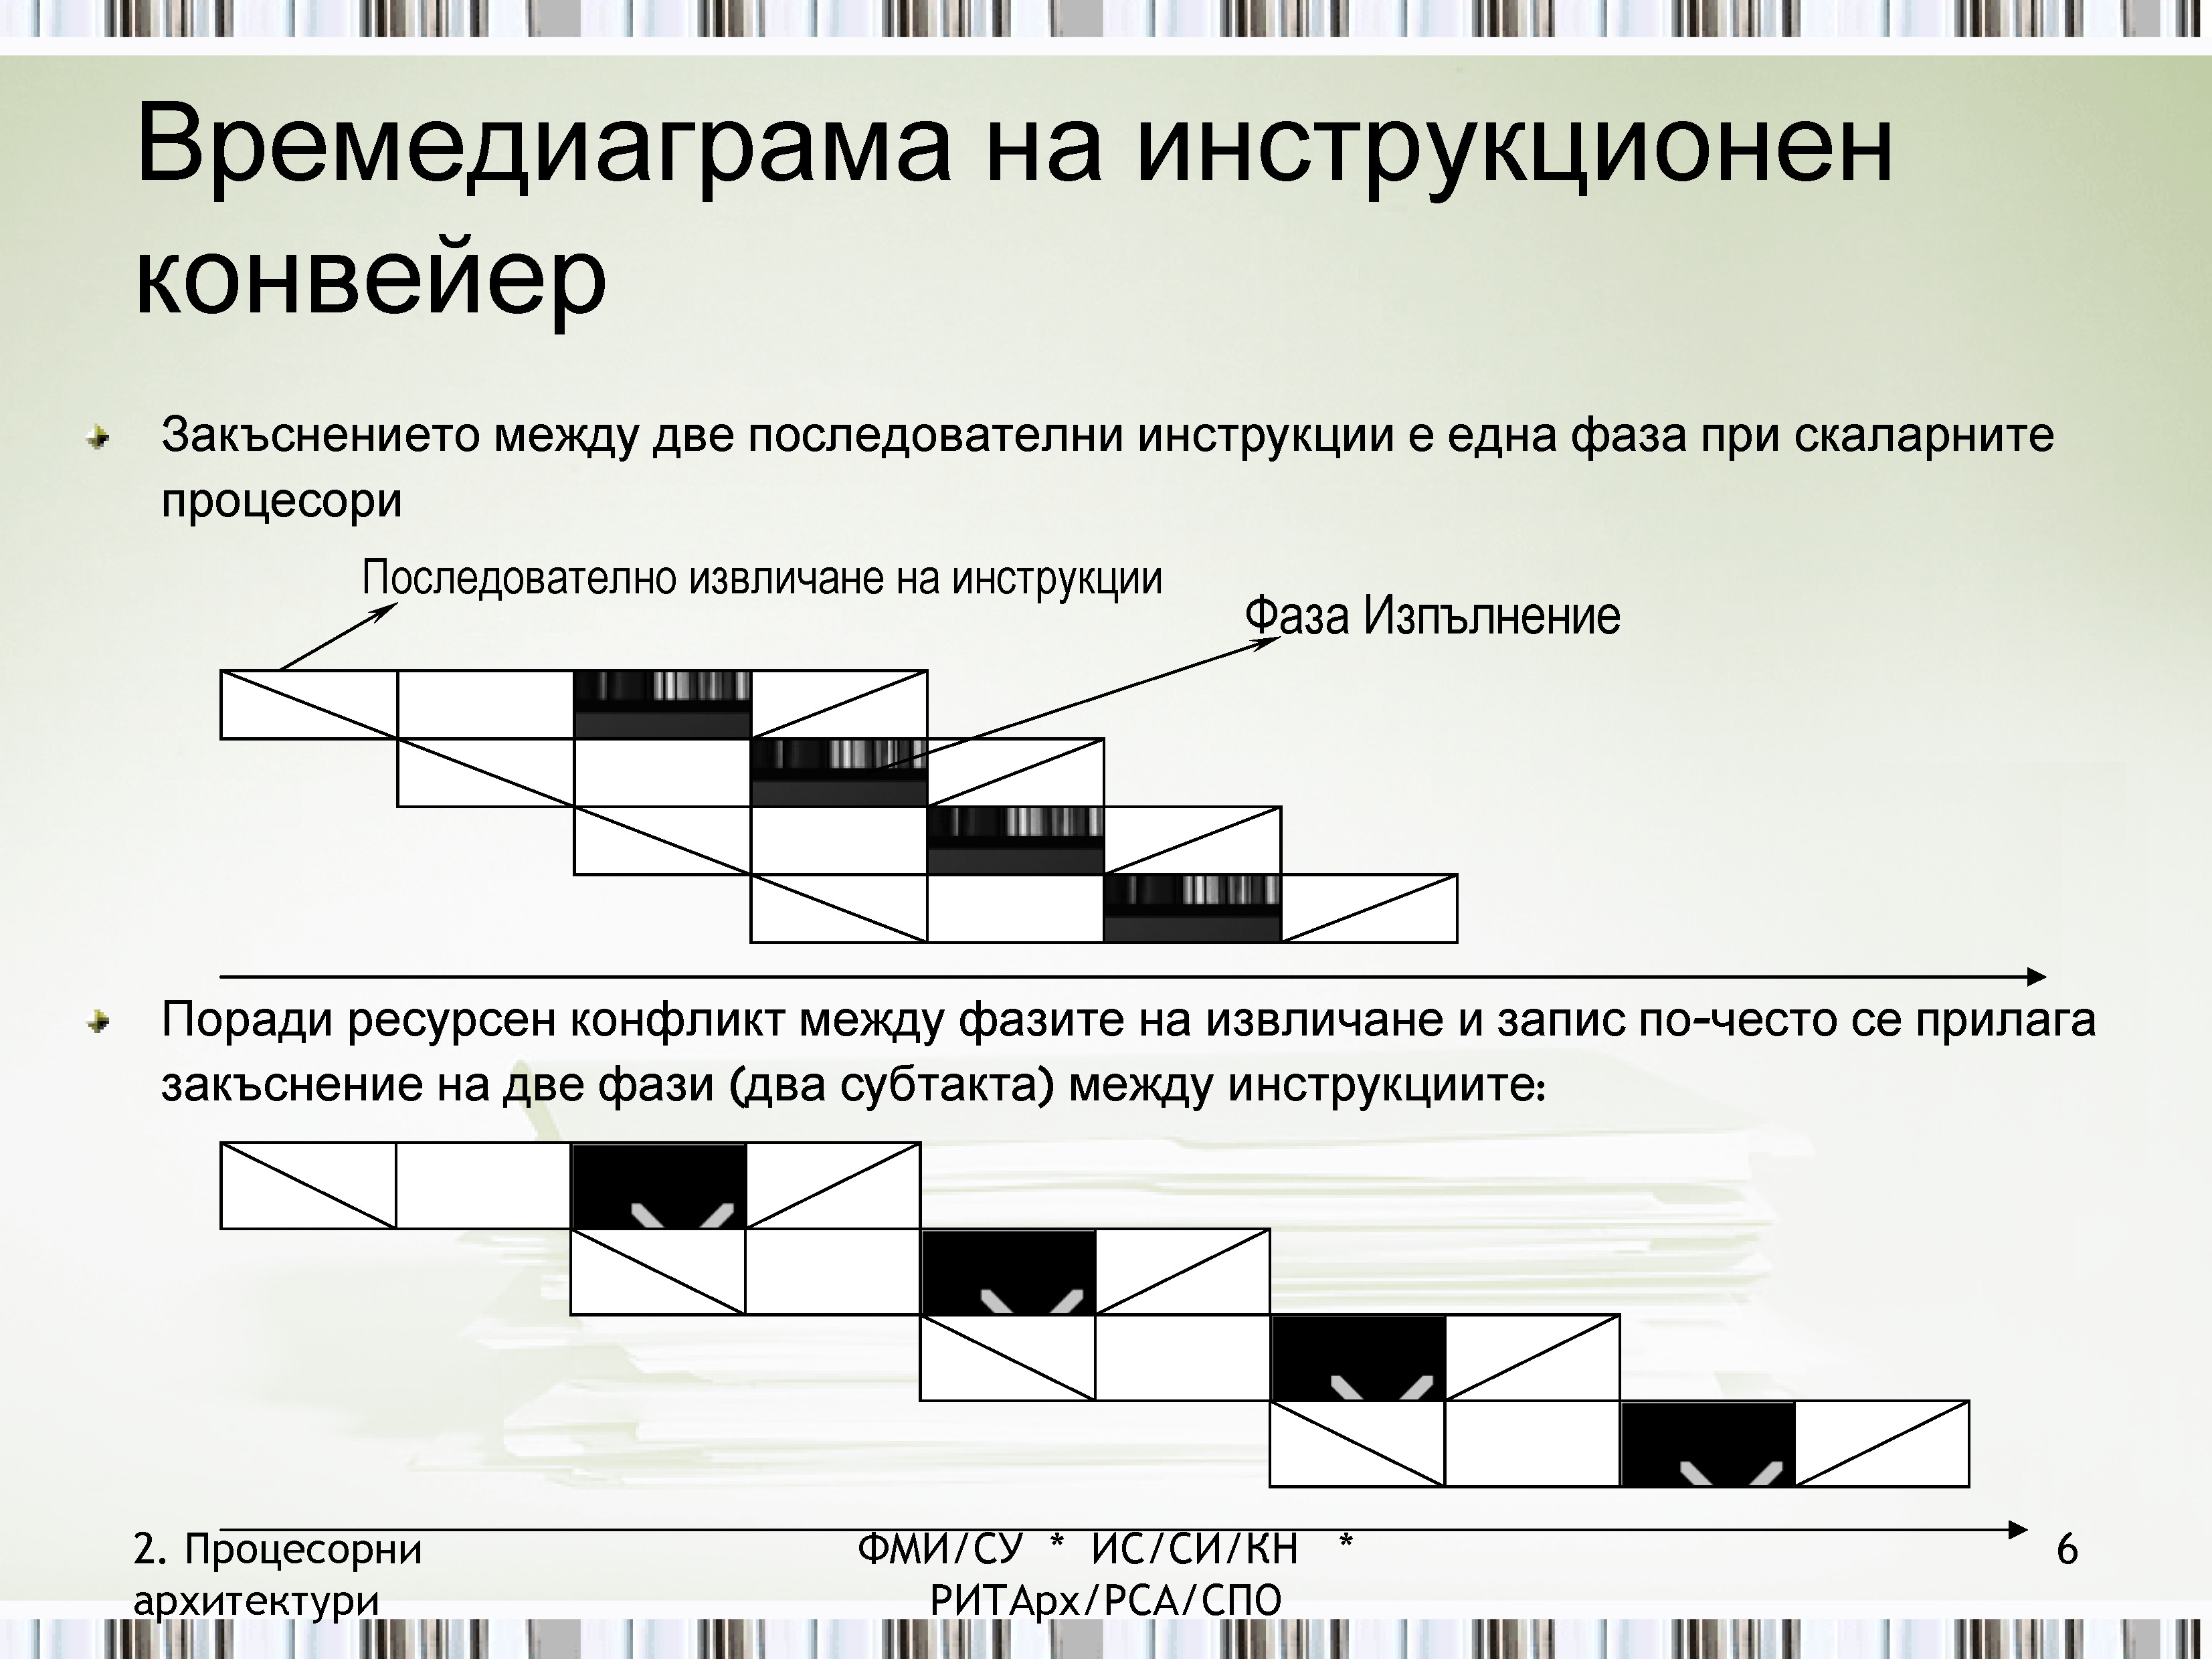 Времедиаграма на инструкционен
конвейер
Закъснението между две последователни инструкции е една фаза при скаларните
процесори
Последователно извличане на инструкции
Фаза Изпълнение
Поради ресурсен конфликт между фазите на извличане и запис по-често се прилага
закъснение на две фази (два субтакта) между инструкциите:
2. Процесорни
архитектури
ФМИ/СУ * ИС/СИ/КН *
РИТАрх/РСА/СПО
6